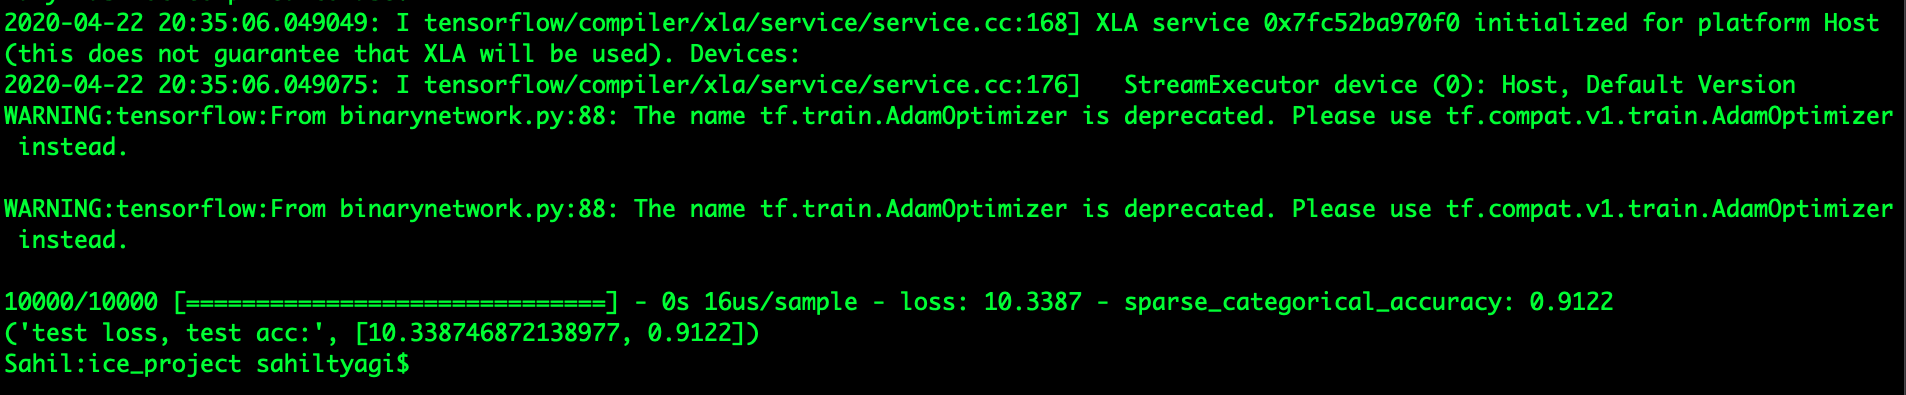 2020-04-22 20:35:06.049049: I tensorflow/compiler/xla/service/service.cc:168] XLA service 0x7fc52ba970f0 initialized for platform Host
(this does not guarantee that XLA will be used). Devices:
2020-04-22 20:35:06.049075: I tensorflow/compiler/xla/service/service.cc:176]   StreamExecutor device (0): Host, Default Version
WARNING:tensorflow:From binarynetwork.py:88: The name tf.train.AdamOptimizer is deprecated. Please use tf.compat.v1.train.AdamOptimizer
 instead.
WARNING:tensorflow:From binarynetwork.py:88: The name tf.train.AdamOptimizer is deprecated. Please use tf.compat.v1.train.AdamOptimizer
 instead.
10000/10000 [==============================] - 0s 16us/sample - loss: 10.3387 - sparse_categorical_accuracy: 0.9122
('test loss, test acc:', [10.338746872138977, 0.9122])
Sahil:ice_project sahiltyagi$